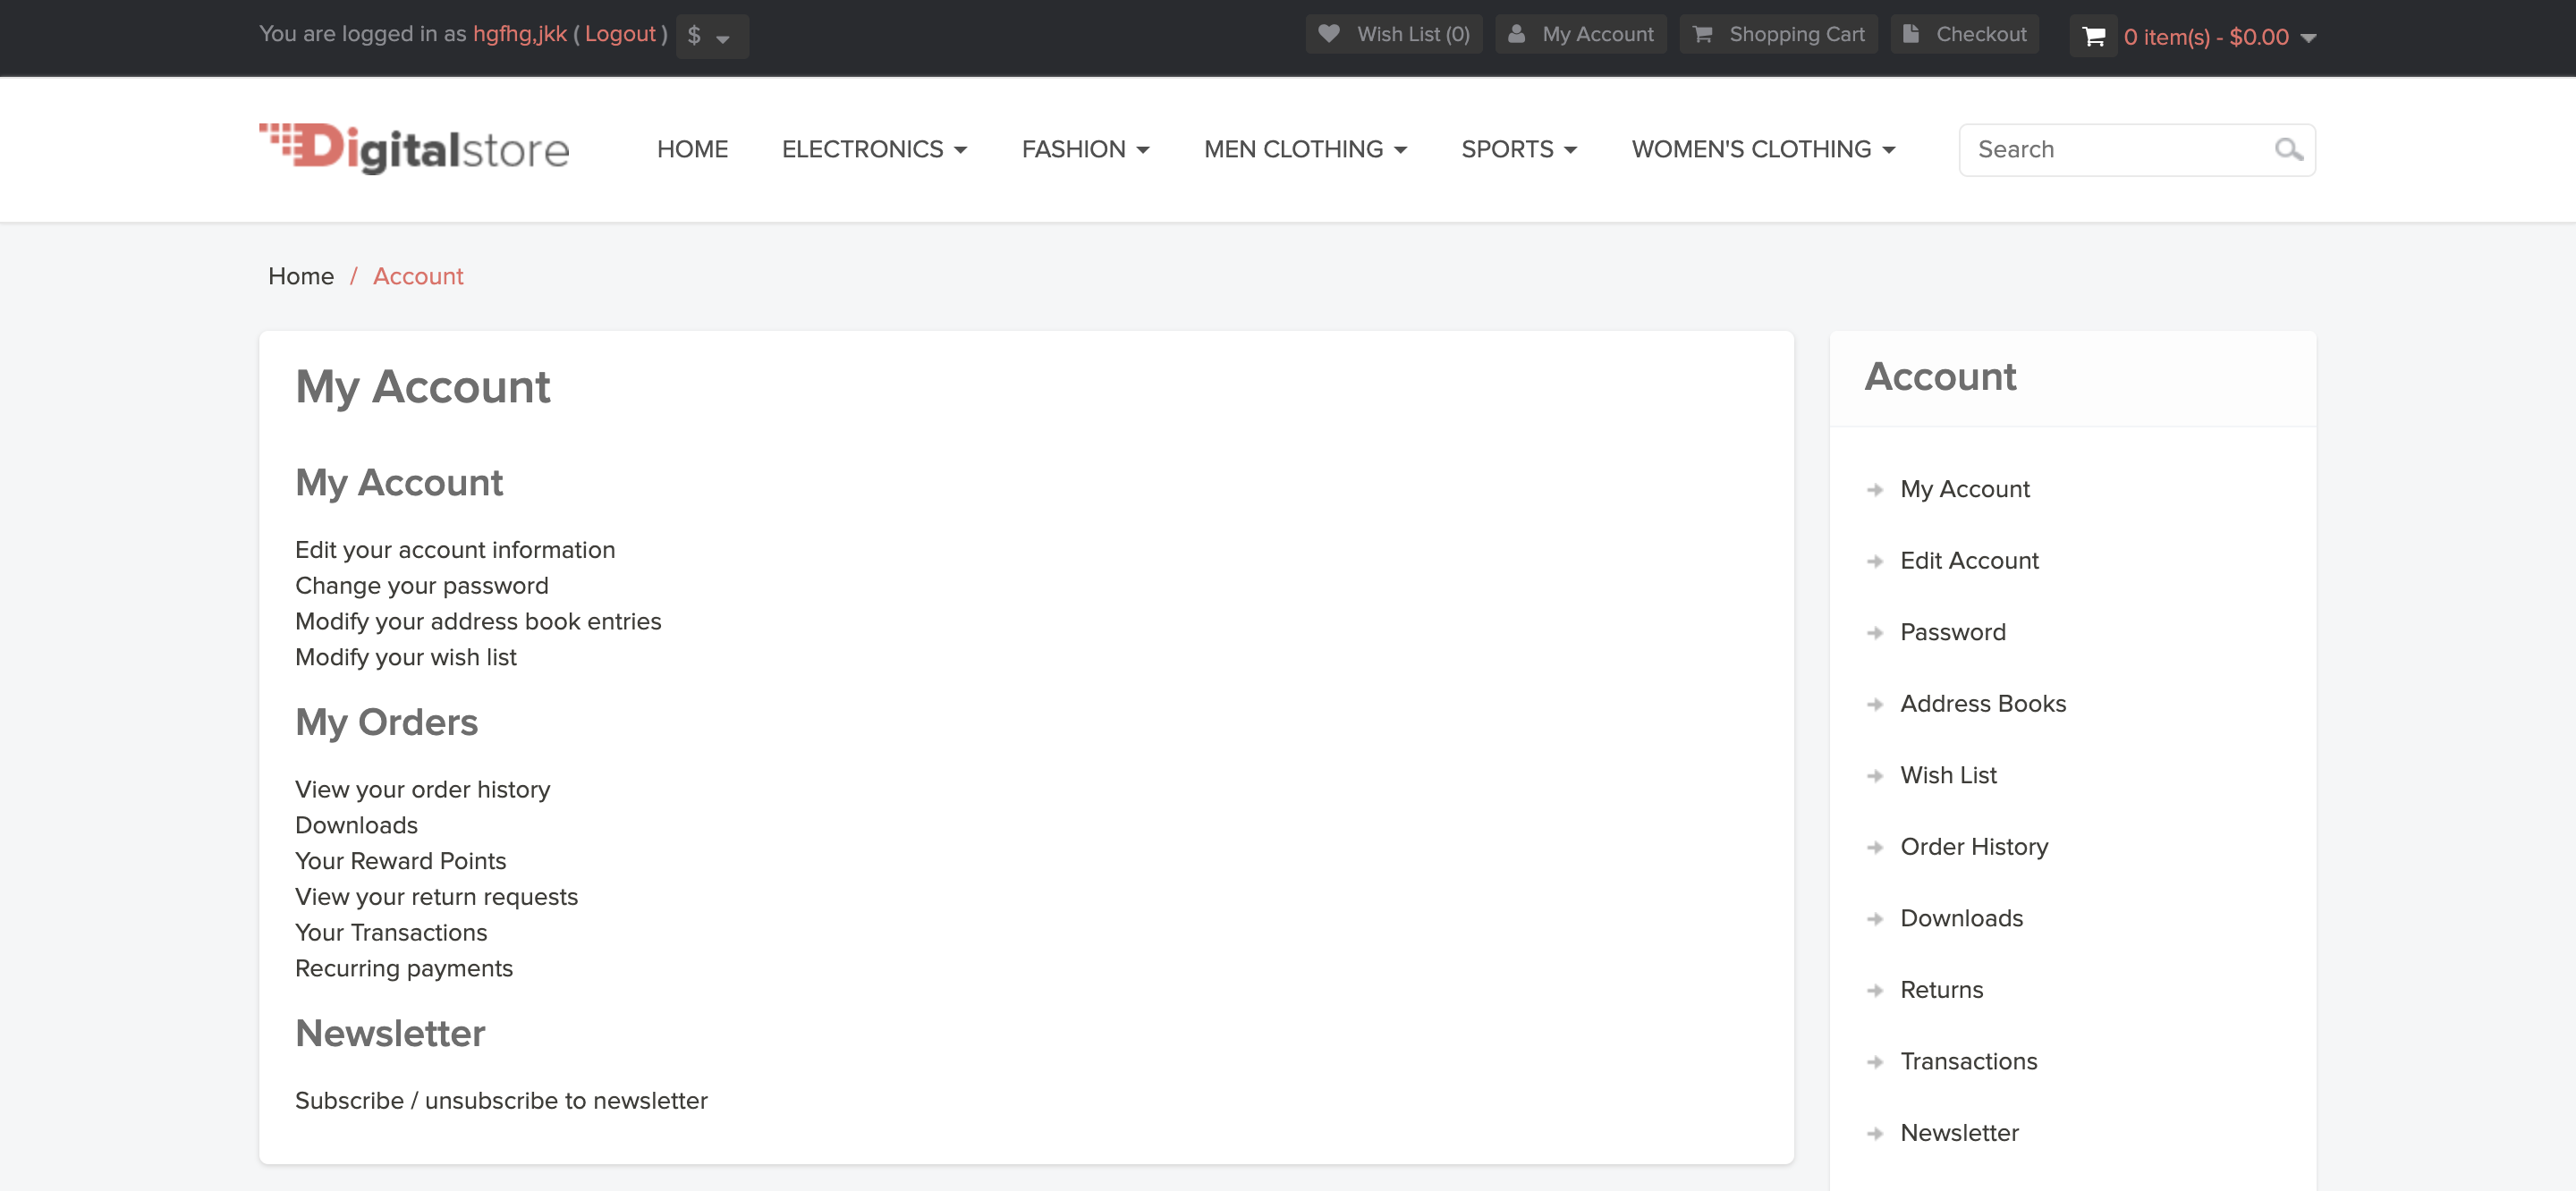 You are logged in as hgfhg,jkk ( Logout ) $
Wish List (0) My Account Shopping Cart Checkout 0 item(s) - $0.00
Digitalstore
HOME ELECTRONICS FASHION MEN CLOTHING SPORTS WOMEN'S CLOTHING
Search
Home / Account
My Account
My Account
Edit your account information
Change your password
Modify your address book entries
Modify your wish list
My Orders
View your order history
Downloads
Your Reward Points
View your return requests
Your Transactions
Recurring payments
Newsletter
Subscribe / unsubscribe to newsletter
Account
My Account
Edit Account
Password
Address Books
Wish List
Order History
Downloads
Returns
Transactions
Newsletter